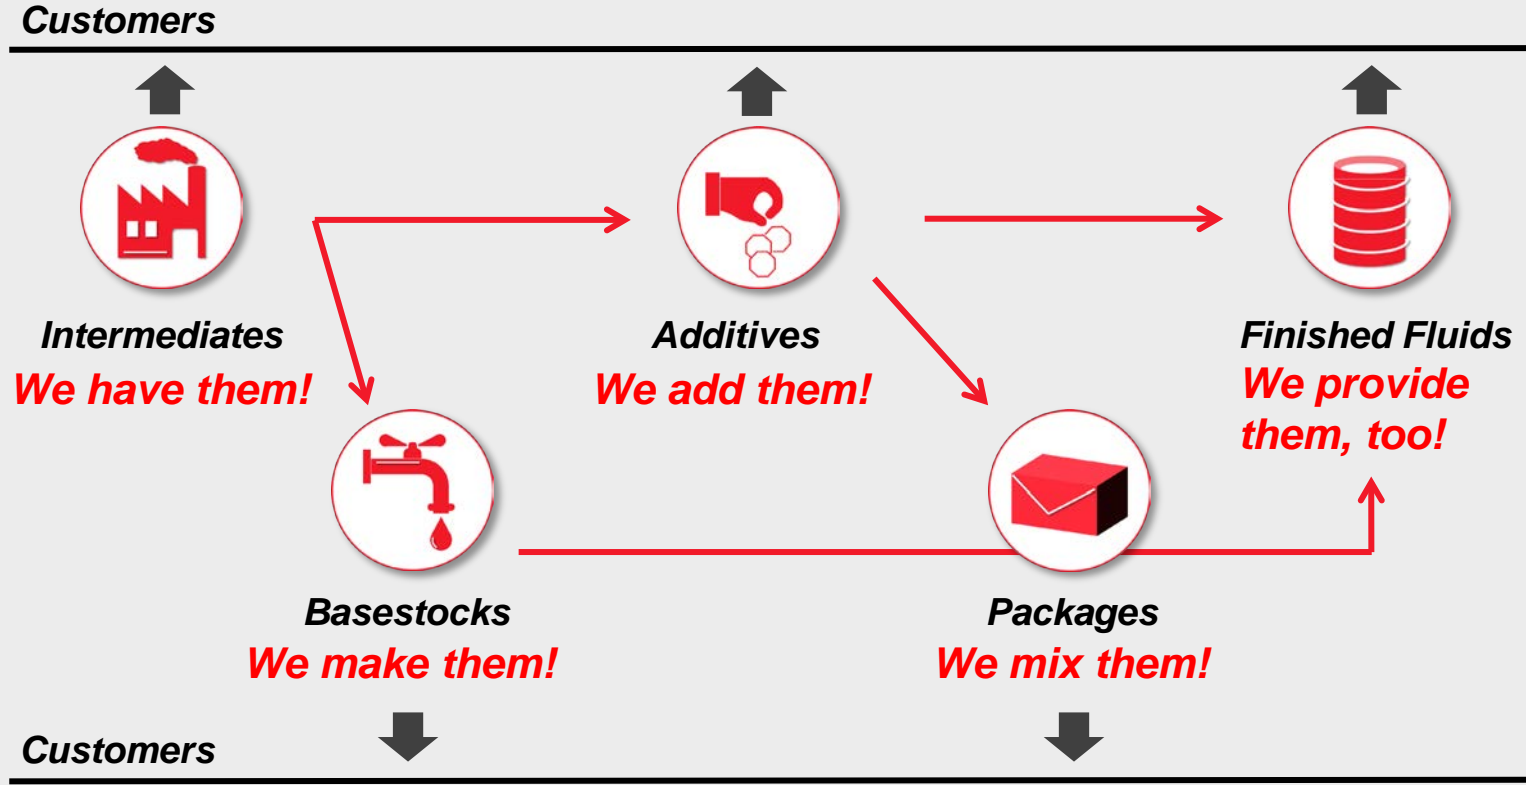 Customers
Intermediates
We have them!
Additives
We add them!
Finished Fluids
We provide
them, too!
Basestocks
We make them!
Packages
We mix them!
Customers